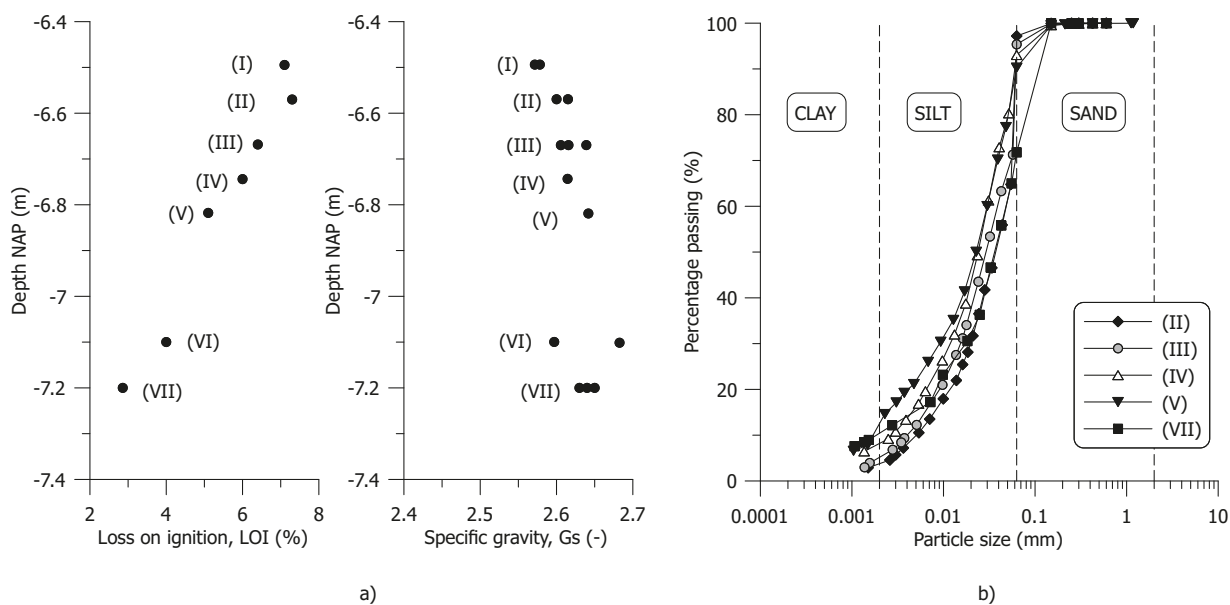 -6.4
-6.6
-6.8
-7
-7.2
-7.4
Depth NAP (m)
(I)
(II)
(III)
(IV)
(V)
(VI)
(VII)
2 4 6 8
Loss on ignition, LOI (%)
-6.4
-6.6
-6.8
-7
-7.2
-7.4
Depth NAP (m)
(I)
(II)
(III)
(IV)
(V)
(VI)
(VII)
2.4 2.5 2.6 2.7
Specific gravity, Gs (-)
a)
100
80
60
40
20
0
Percentage passing (%)
CLAY SILT SAND
(II)
(III)
(IV)
(V)
(VII)
0.0001 0.001 0.01 0.1 1 10
Particle size (mm)
b)